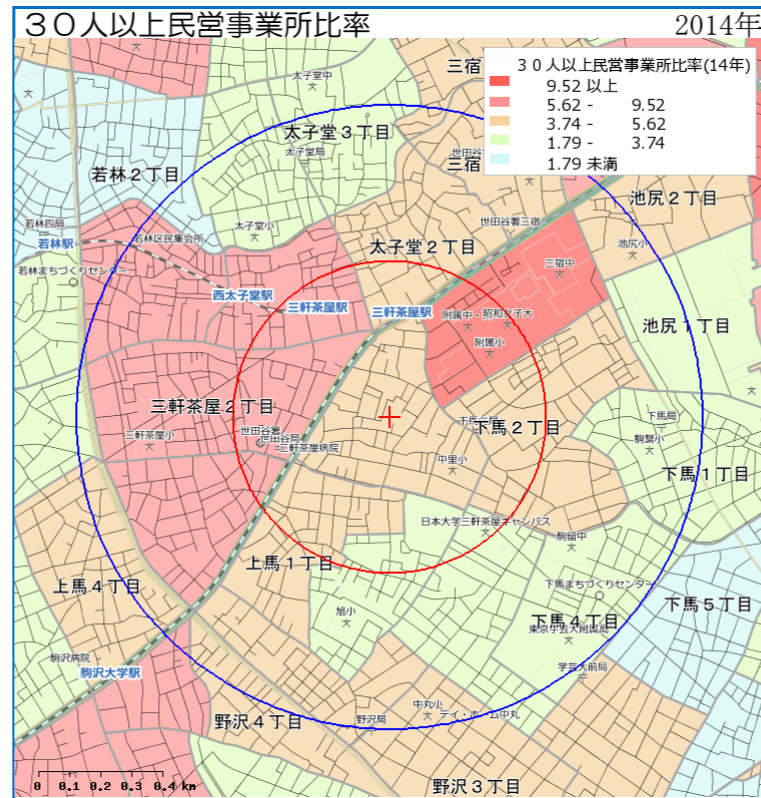 ３０人以上民営事業所比率
2014年
３０人以上民営事業所比率(14年)
9.52 以上
5.62 - 9.52
3.74 - 5.62
1.79 - 3.74
1.79 未満
三宿
太子堂中
太子堂３丁目
太子堂局
三宿
若林２丁目
池尻２丁目
若林四局
太子堂小
世田谷署三宿
若林区民集会所
若林駅
太子堂２丁目
池尻小
若林まちづくりセンター
三宿中
西太子堂駅
三軒茶屋駅
三軒茶屋駅
附属中・昭和女子大
池尻１丁目
附属小
三軒茶屋２丁目
下馬局
下馬２丁目
三軒茶屋小
世田谷署
世田谷局
三軒茶屋病院
駒繋小
中里小
下馬１丁目
日本大学三軒茶屋キャンパス
駒留中
上馬１丁目
上馬４丁目
下馬まちづくりセンター
下馬５丁目
旭小
下馬４丁目
東京学芸大附属高
駒沢病院
駒沢大学駅
学芸大前局
中丸小
デイ・ホーム中丸
野沢４丁目
野沢局
野沢３丁目
0 0.1 0.2 0.3 0.4 km